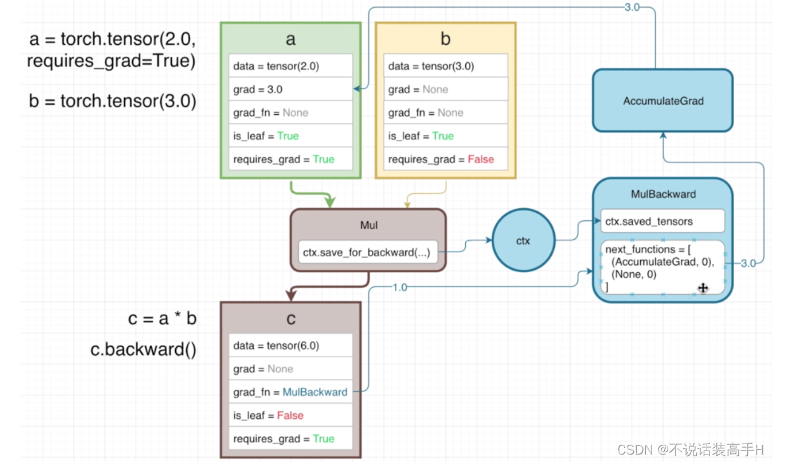 a = torch.tensor(2.0,
requires_grad=True)
b = torch.tensor(3.0)
a
data = tensor(2.0)
grad = 3.0
grad_fn = None
is_leaf = True
requires_grad = True
b
data = tensor(3.0)
grad = None
grad_fn = None
is_leaf = True
requires_grad = False
3.0
AccumulateGrad
Mul
ctx.save_for_backward(...)
ctx
MulBackward
ctx.saved_tensors
next_functions = [
(AccumulateGrad, 0),
(None, 0)
]
3.0
1.0
c = a * b
c.backward()
c
data = tensor(6.0)
grad = None
grad_fn = MulBackward
is_leaf = False
requires_grad = True
CSDN @不说话装高手H